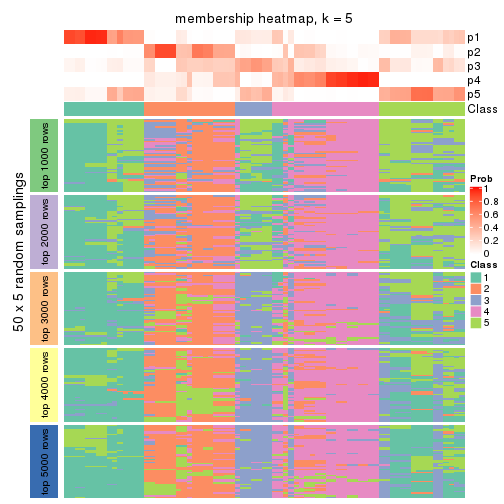 membership heatmap, k = 5
p1
p2
p3
p4
p5
Class
50 x 5 random samplings
top 1000 rows
top 2000 rows
top 3000 rows
top 4000 rows
top 5000 rows
Prob
1
0.8
0.6
0.4
0.2
0
Class
1
2
3
4
5